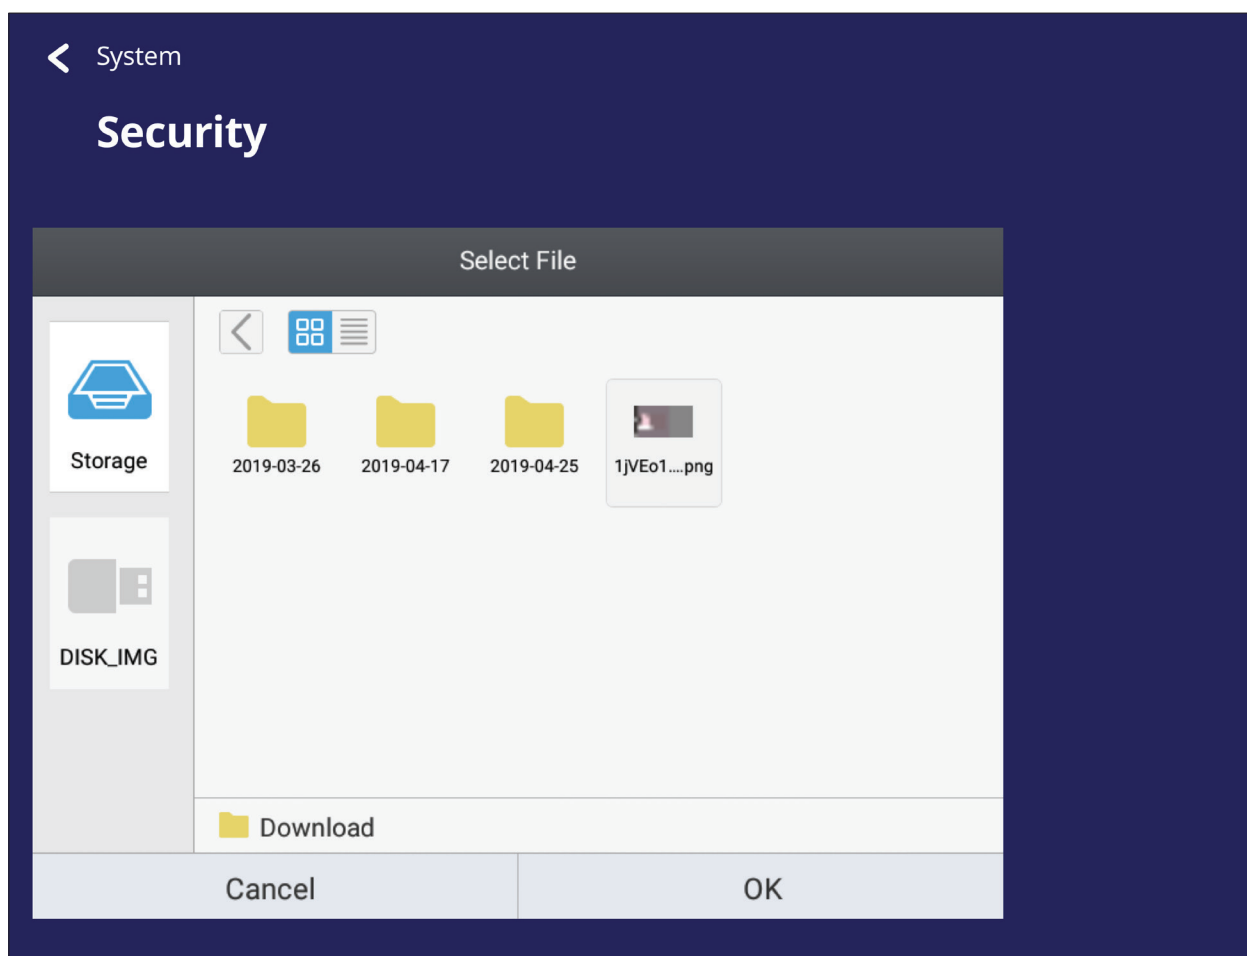 System
Security
Select File
Storage
2019-03-26
2019-04-17
2019-04-25
1jVEo1....png
DISK_IMG
Download
Cancel
OK